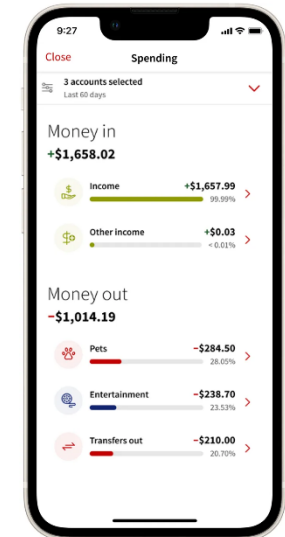 9:27
Close Spending
3 accounts selected
Last 60 days
Money in
+$1,658.02
Income +$1,657.99
99.99%
Other income +$0.03
< 0.01%
Money out
-$1,014.19
Pets -$284.50
28.05%
Entertainment -$238.70
23.53%
Transfers out -$210.00
20.70%